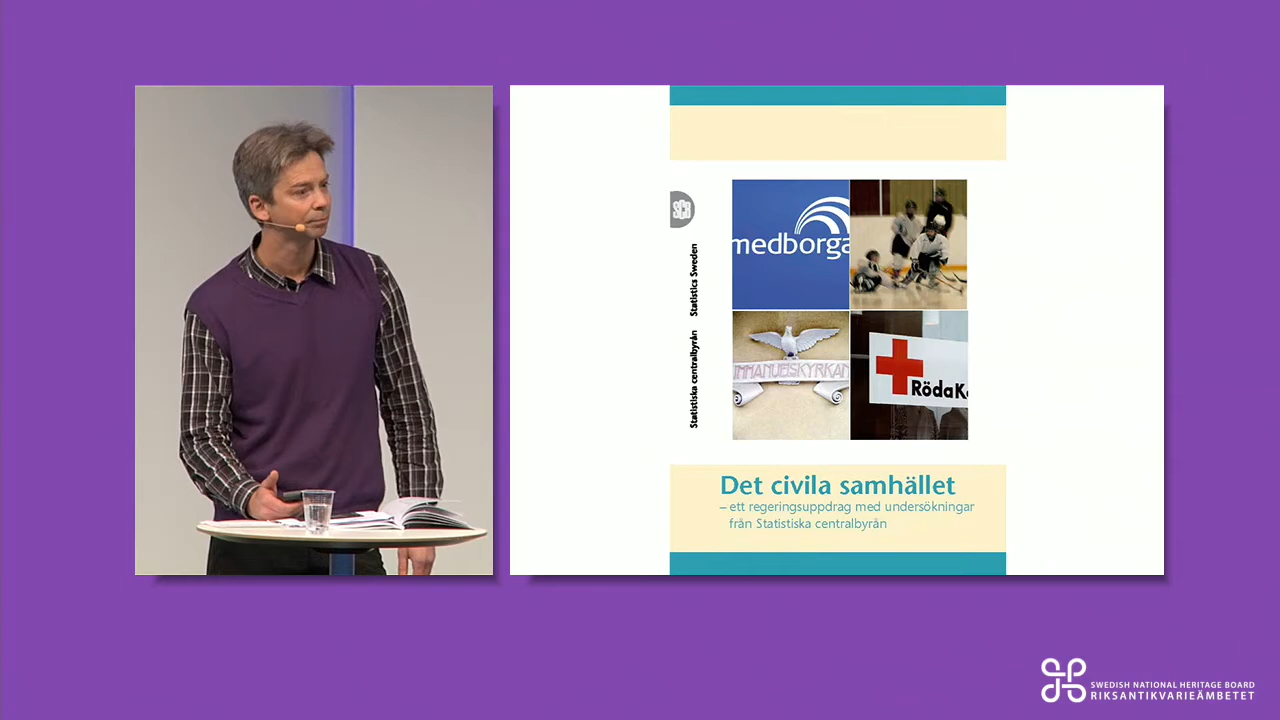 SCB
Statistiska centralbyrån Statistics Sweden
medborga
IMMANUELSKYRKAN
RödaK
Det civila samhället
– ett regeringsuppdrag med undersökningar
från Statistiska centralbyrån
SWEDISH NATIONAL HERITAGE BOARD
RIKSANTIKVARIEÄMBETET